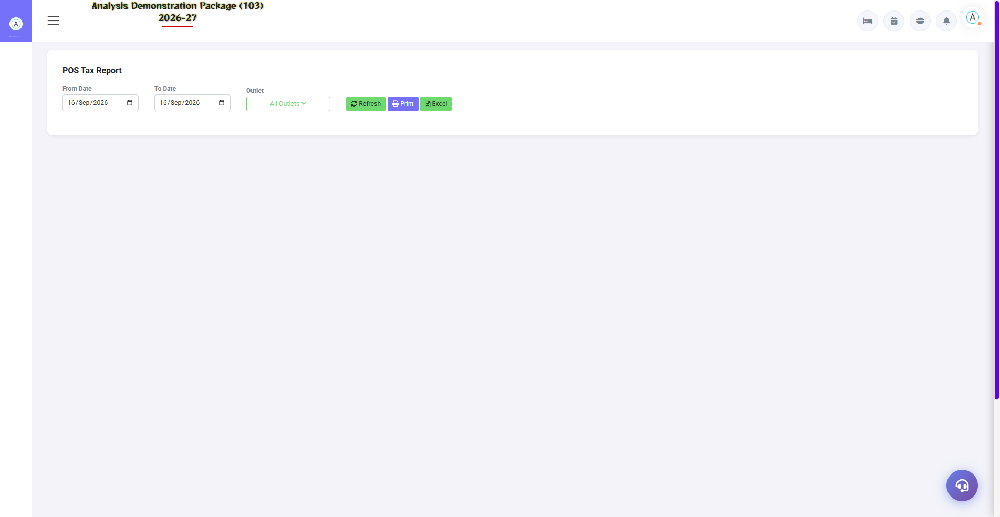 Analysis Demonstration Package (103)
2026-27
A
A
POS Tax Report
From Date
To Date
Outlet
16/Sep/2026
16/Sep/2026
All Outlets
Refresh
Print
Excel